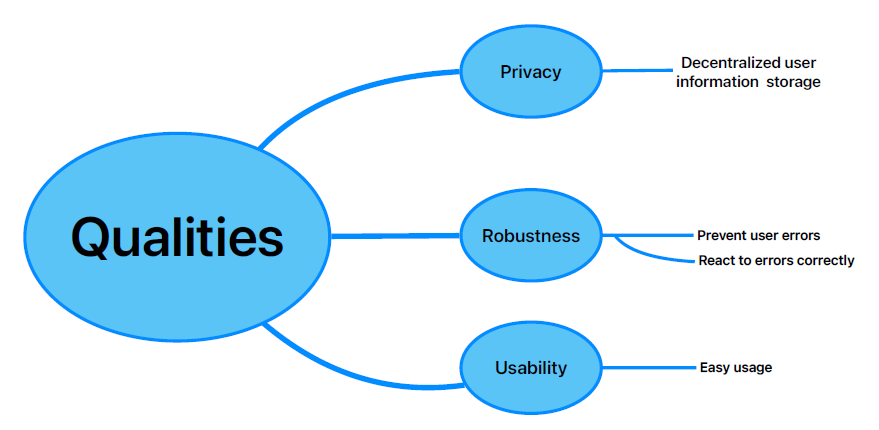 Qualities
Privacy
Decentralized user
information storage
Robustness
Prevent user errors
React to errors correctly
Usability
Easy usage